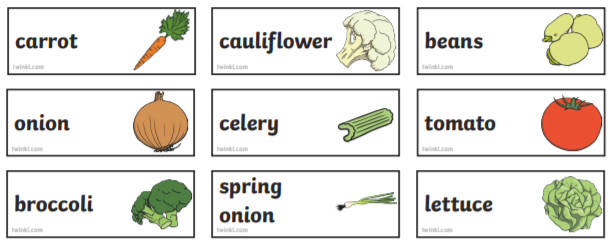 carrot
twinkl.com
cauliflower
twinkl.com
beans
twinkl.com
onion
twinkl.com
celery
twinkl.com
tomato
twinkl.com
broccoli
twinkl.com
spring
onion
twinkl.com
lettuce
twinkl.com